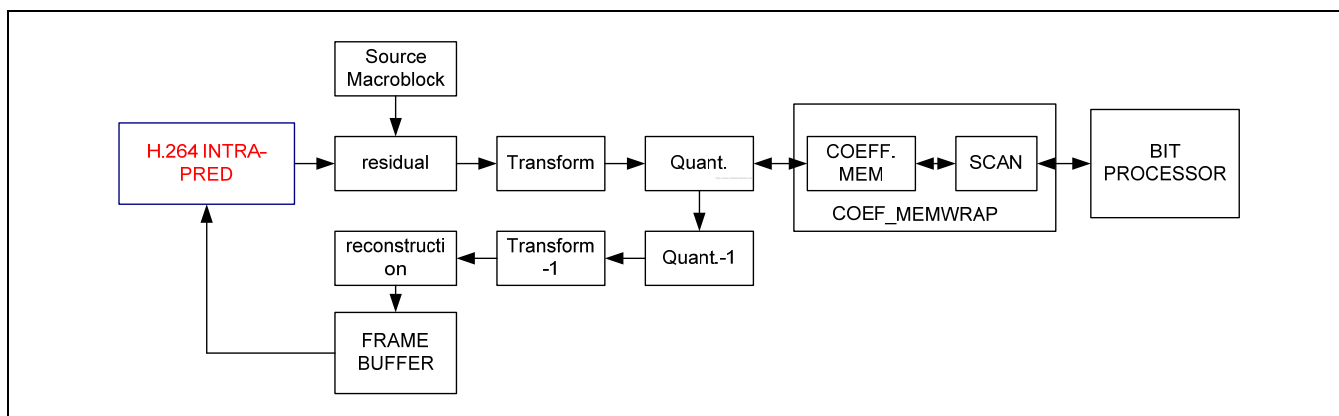 Source
Macroblock
H.264 INTRA-
PRED
residual
Transform
Quant.
COEFF.
MEM
SCAN
BIT
PROCESSOR
COEF_MEMWRAP
reconstructi
on
Transform
-1
Quant.-1
FRAME
BUFFER